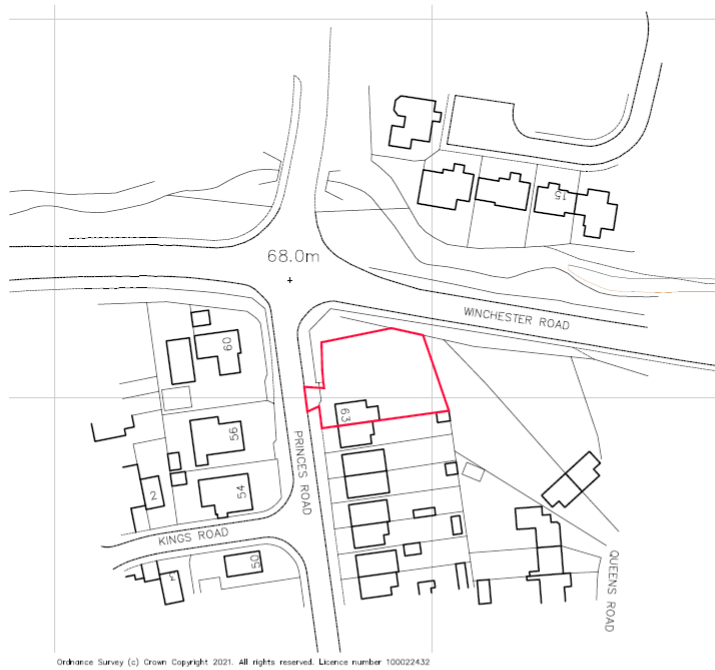 15
68.0m
WINCHESTER ROAD
60
63
56
PRINCES ROAD
54
2
KINGS ROAD
50
QUEENS ROAD
Ordnance Survey (c) Crown Copyright 2021. All rights reserved. Licence number 100022432